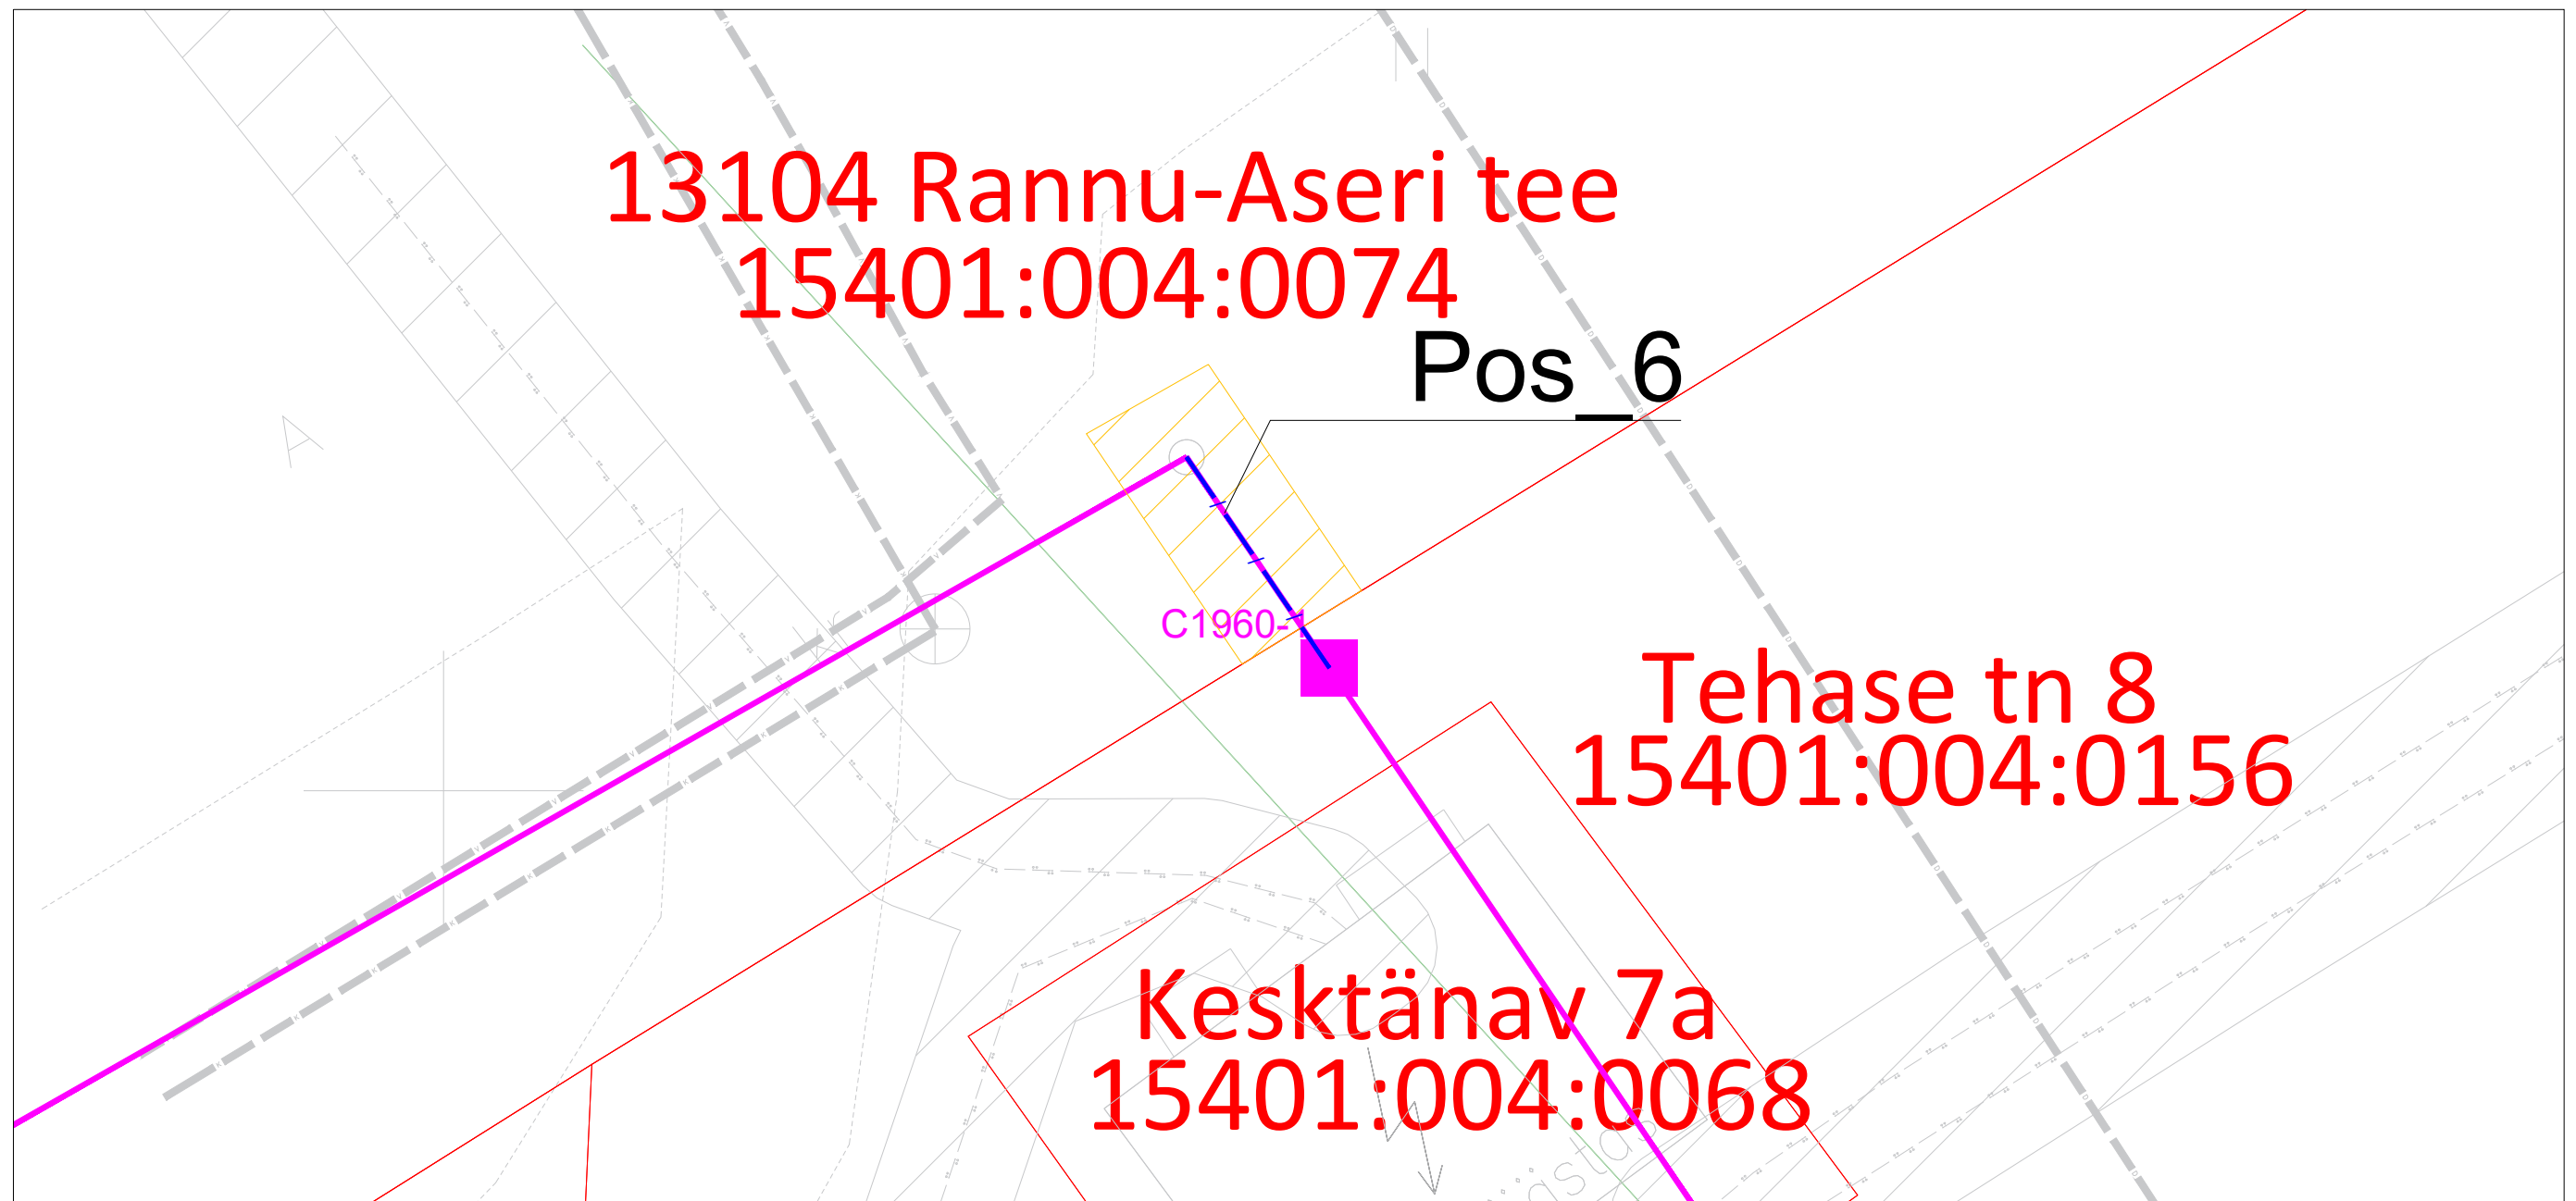 13104 Rannu-Aseri tee
15401:004:0074
Pos_6
C1960-1
Tehase tn 8
15401:004:0156
Kesktänav 7a
15401:004:0068